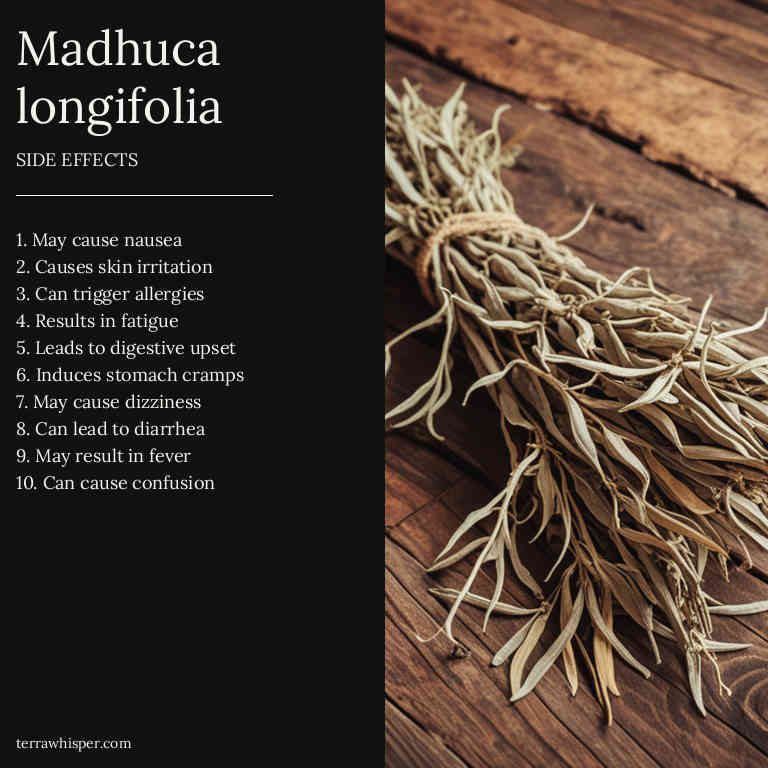 Madhuca
longifolia
SIDE EFFECTS
1. May cause nausea
2. Causes skin irritation
3. Can trigger allergies
4. Results in fatigue
5. Leads to digestive upset
6. Induces stomach cramps
7. May cause dizziness
8. Can lead to diarrhea
9. May result in fever
10. Can cause confusion
terrawhisper.com